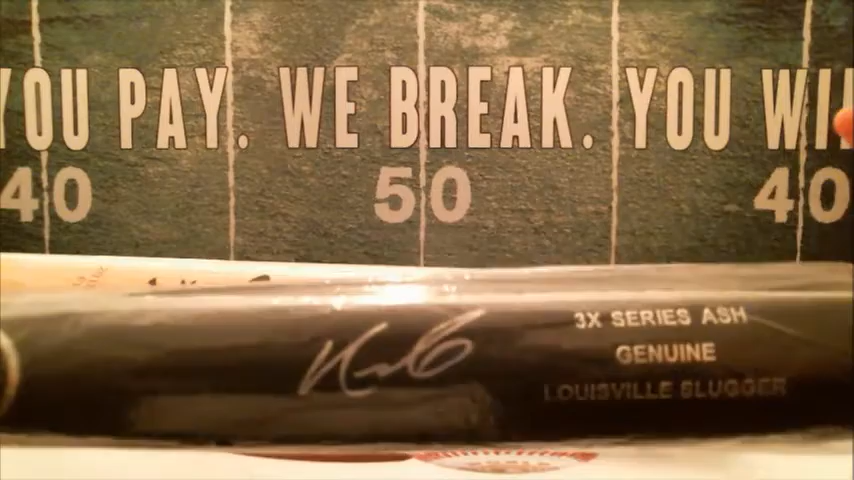 YOU PAY. WE BREAK. YOU WI
40 50 40
3X SERIES ASH
GENUINE
LOUISVILLE SLUGGER